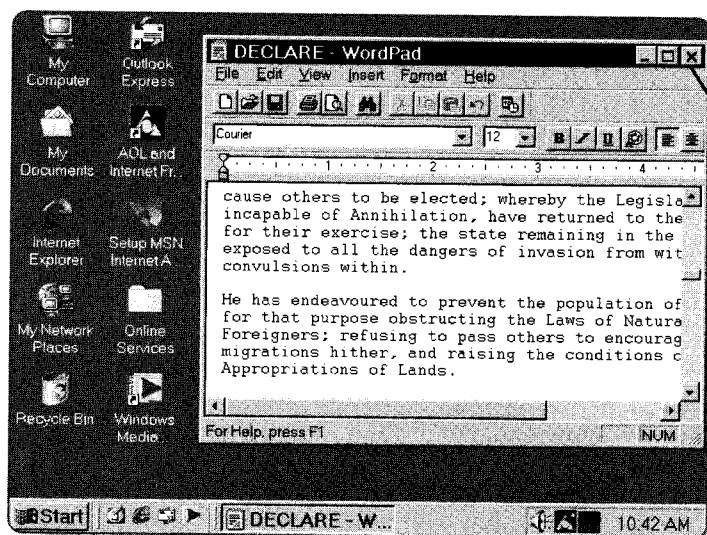 My Computer
Outlook Express
My Documents
AOL and Internet Fr..
Internet Explorer
Setup MSN Internet A...
My Network Places
Online Services
Recycle Bin
Windows Media...
DECLARE - WordPad
File Edit View Insert Format Help
Courier 12 B I U
1 2 3 4
cause others to be elected; whereby the Legisla
incapable of Annihilation, have returned to the
for their exercise; the state remaining in the
exposed to all the dangers of invasion from wit
convulsions within.
He has endeavoured to prevent the population of
for that purpose obstructing the Laws of Natura
Foreigners; refusing to pass others to encourag
migrations hither, and raising the conditions o
Appropriations of Lands.
For Help, press F1 NUM
Start DECLARE - W... 10:42 AM